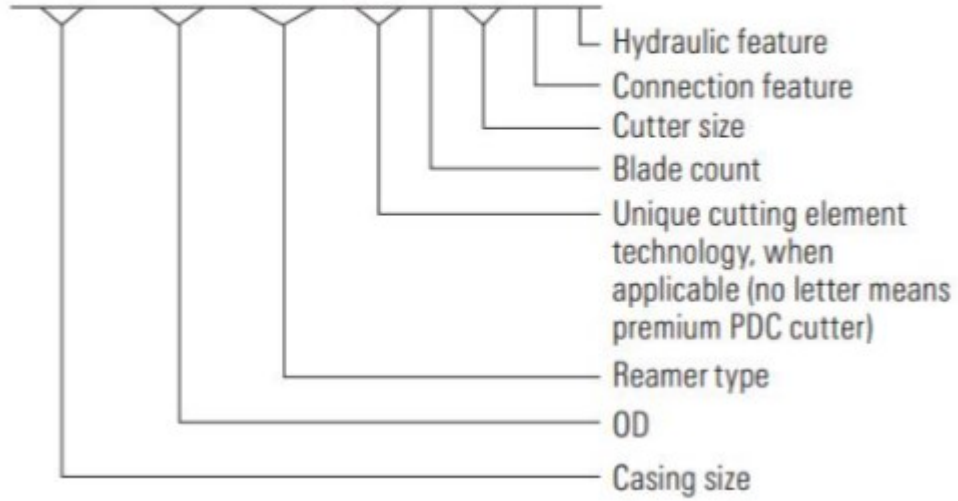 Hydraulic feature
Connection feature
Cutter size
Blade count
Unique cutting element
technology, when
applicable (no letter means
premium PDC cutter)
Reamer type
OD
Casing size